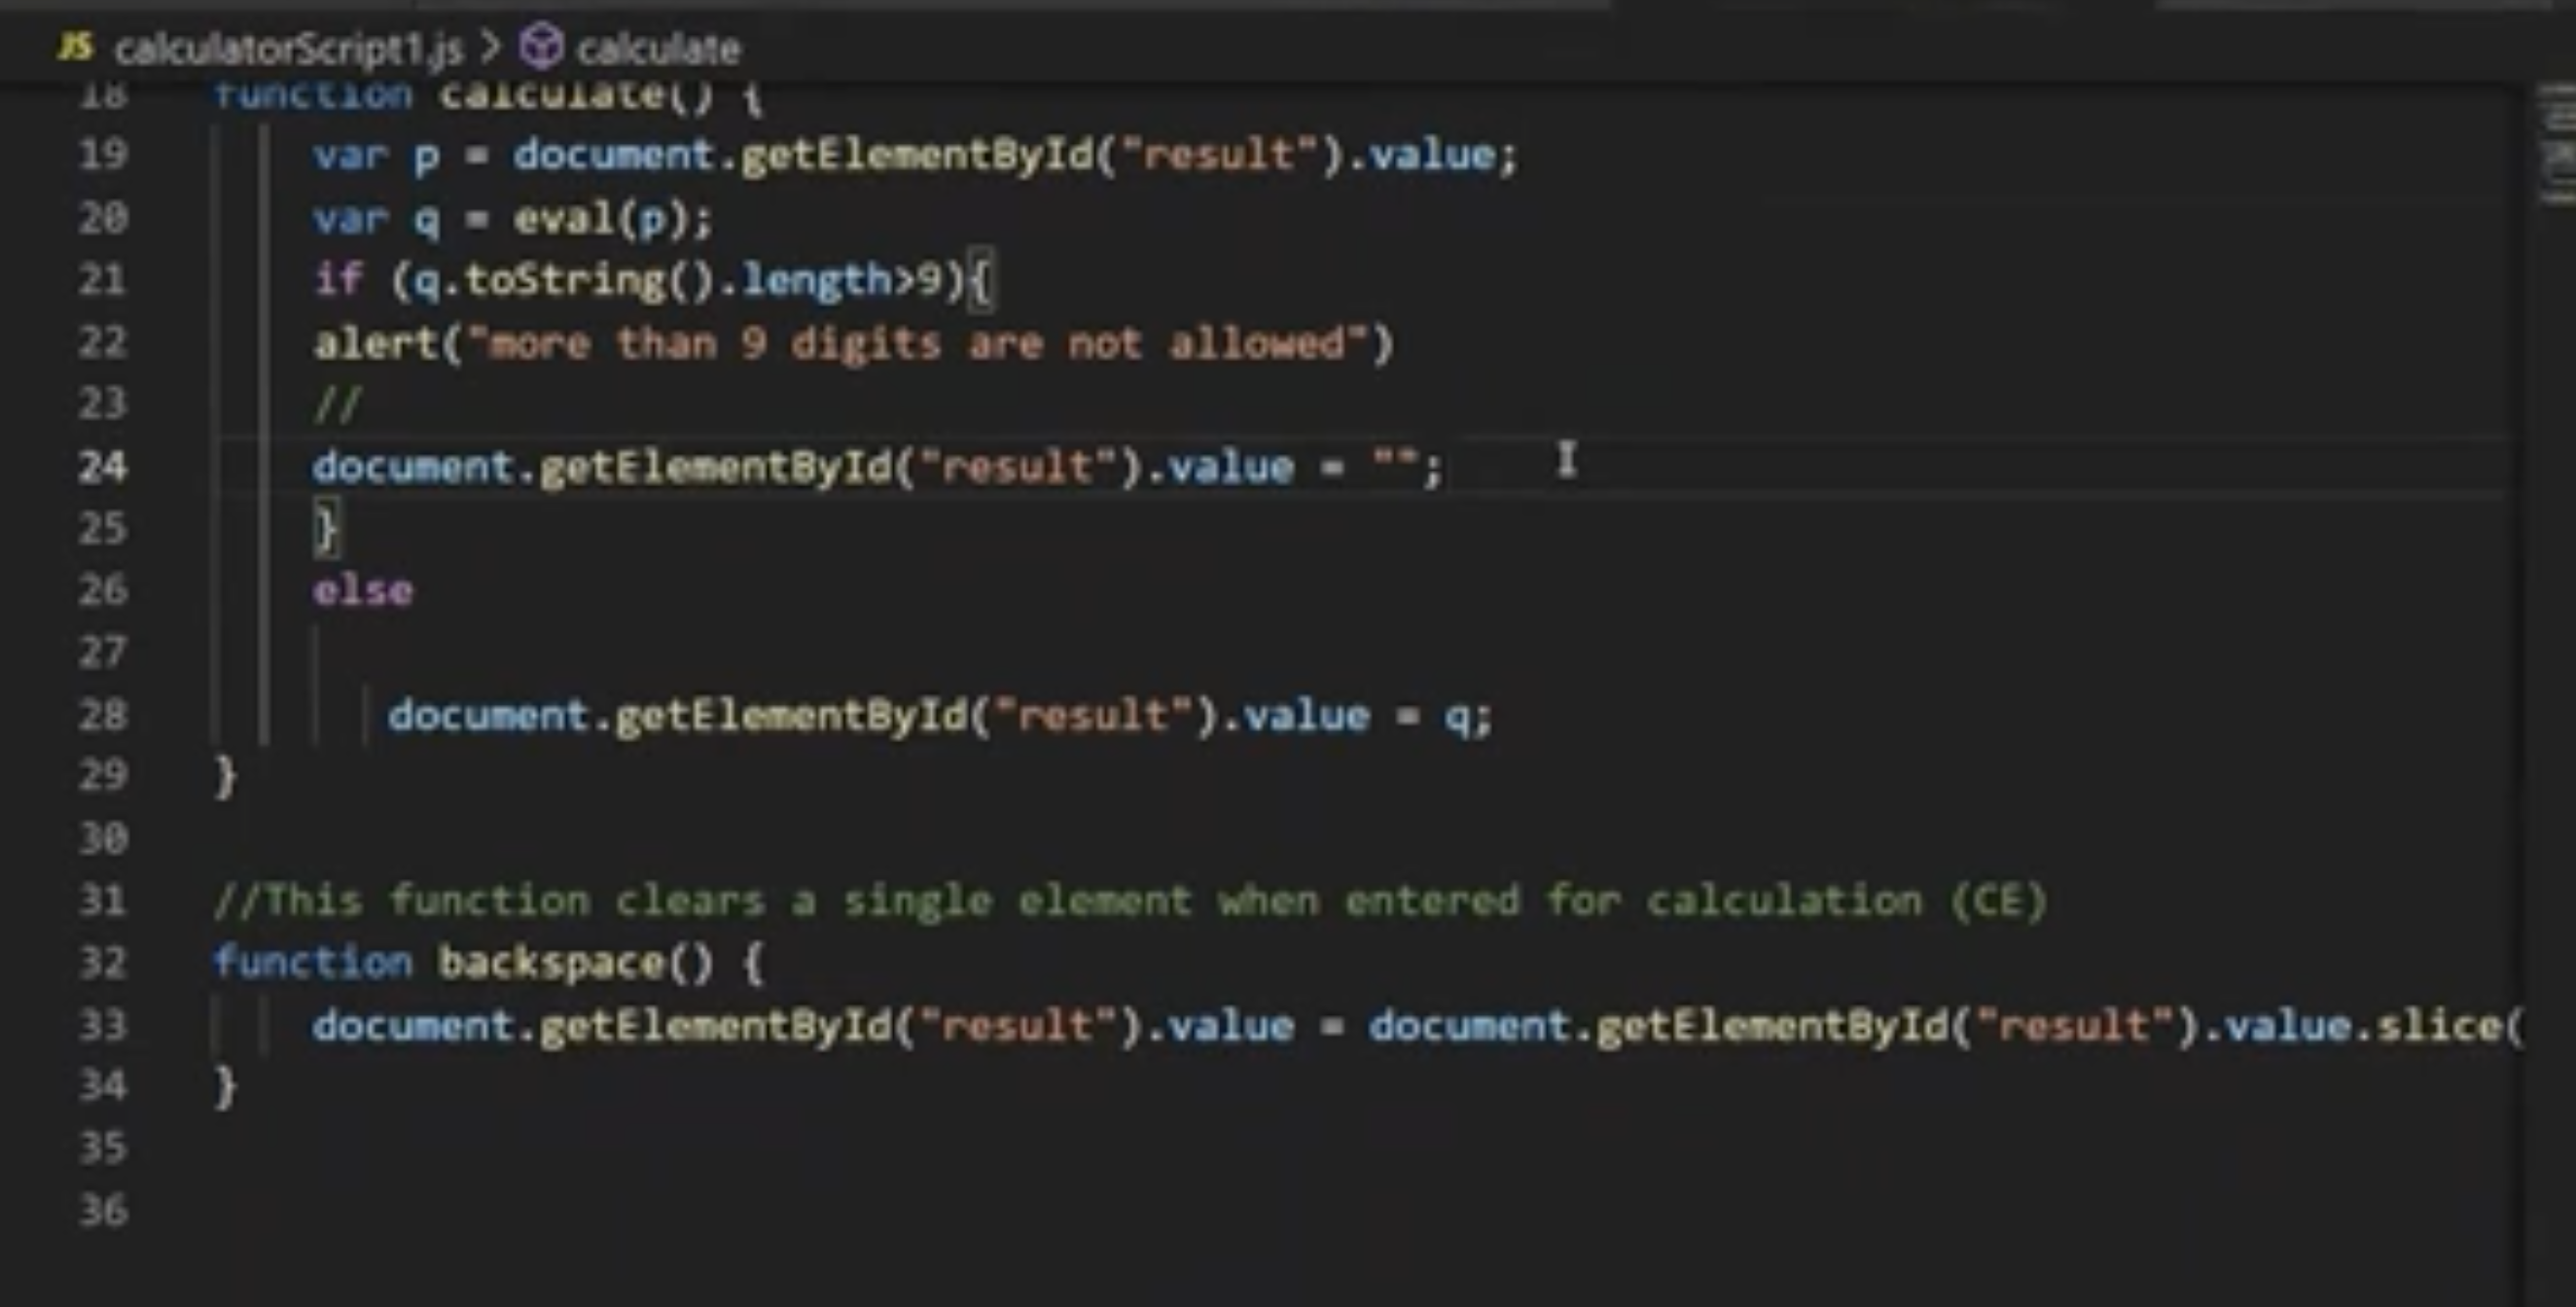 JS calculatorScript1.js > calculate
18 function calculate() {
19 var p = document.getElementById("result").value;
20 var q = eval(p);
21 if (q.toString().length>9){
22 alert("more than 9 digits are not allowed")
23 //
24 document.getElementById("result").value = "";
25 }
26 else
27
28 document.getElementById("result").value = q;
29 }
30
31 //This function clears a single element when entered for calculation (CE)
32 function backspace() {
33 document.getElementById("result").value = document.getElementById("result").value.slice(
34 }
35
36